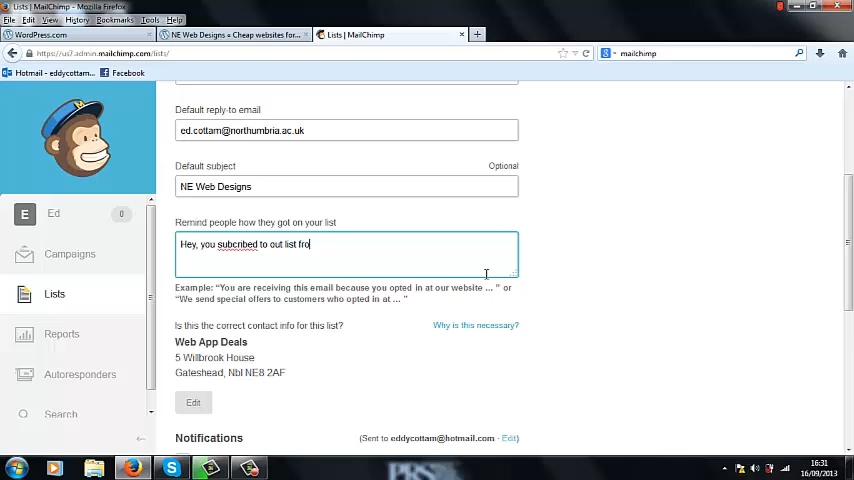 Lists | MailChimp - Mozilla Firefox
File Edit View History Bookmarks Tools Help
WordPress.com × NE Web Designs = Cheap websites for... × Lists | MailChimp × +
https://us7.admin.mailchimp.com/lists/ mailchimp
Hotmail - eddycottam... Facebook
Default reply-to email
ed.cottam@northumbria.ac.uk
Default subject Optional
NE Web Designs
Remind people how they got on your list
Hey, you subcribed to out list fro
Example: “You are receiving this email because you opted in at our website ... ” or
“We send special offers to customers who opted in at ... ”
Is this the correct contact info for this list? Why is this necessary?
Web App Deals
5 Willbrook House
Gateshead, Nbl NE8 2AF
Edit
Notifications (Sent to eddycottam@hotmail.com - Edit)
E Ed 0
Campaigns
Lists
Reports
Autoresponders
Search
16:31
16/09/2013